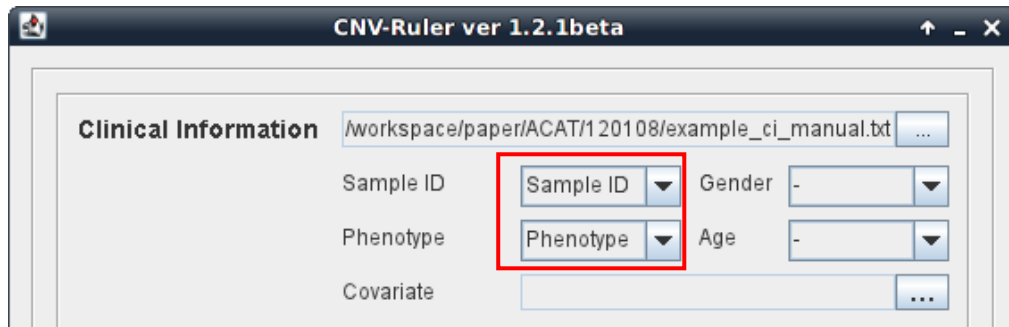 CNV-Ruler ver 1.2.1beta
Clinical Information /workspace/paper/ACAT/120108/example_ci_manual.txt ...
Sample ID Sample ID Gender -
Phenotype Phenotype Age -
Covariate ...